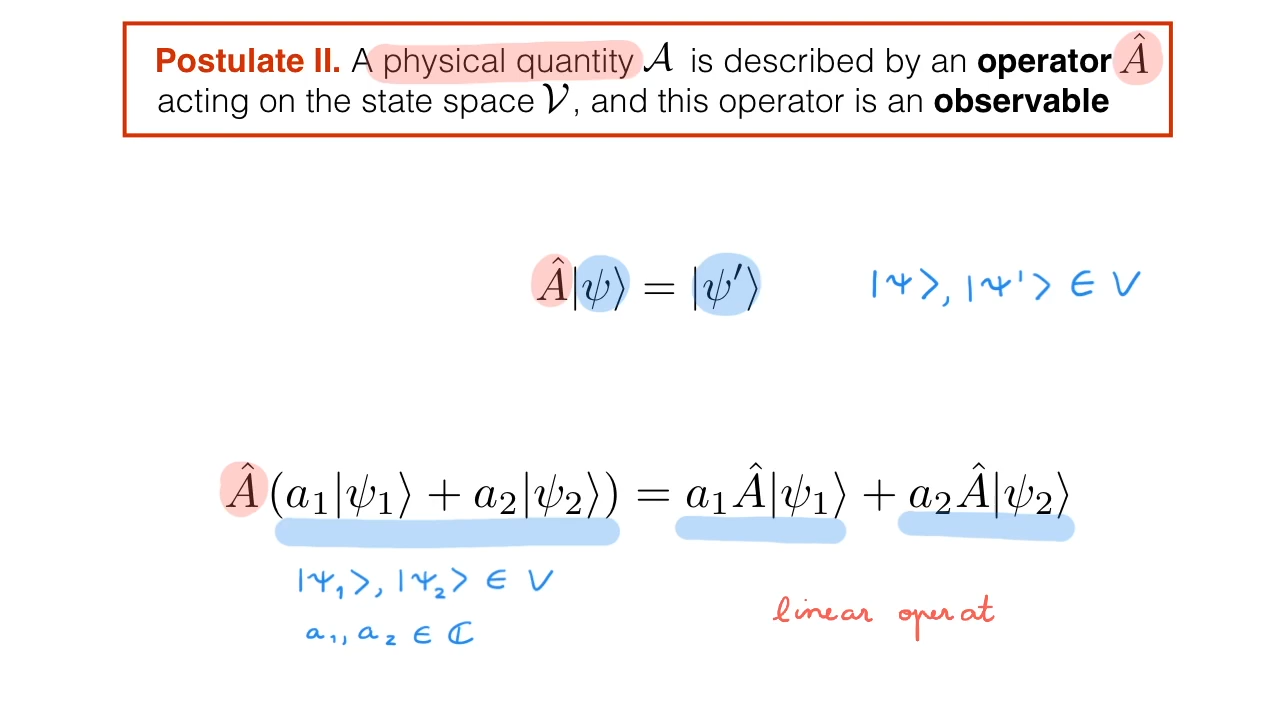 Postulate II. A physical quantity 𝒜 is described by an operator Â
acting on the state space 𝒱, and this operator is an observable
Â|ψ⟩ = |ψ′⟩
|ψ>, |ψ'> ∈ V
Â(a₁|ψ₁⟩ + a₂|ψ₂⟩) = a₁Â|ψ₁⟩ + a₂Â|ψ₂⟩
|ψ₁>, |ψ₂> ∈ V
a₁, a₂ ∈ ℂ
linear operat